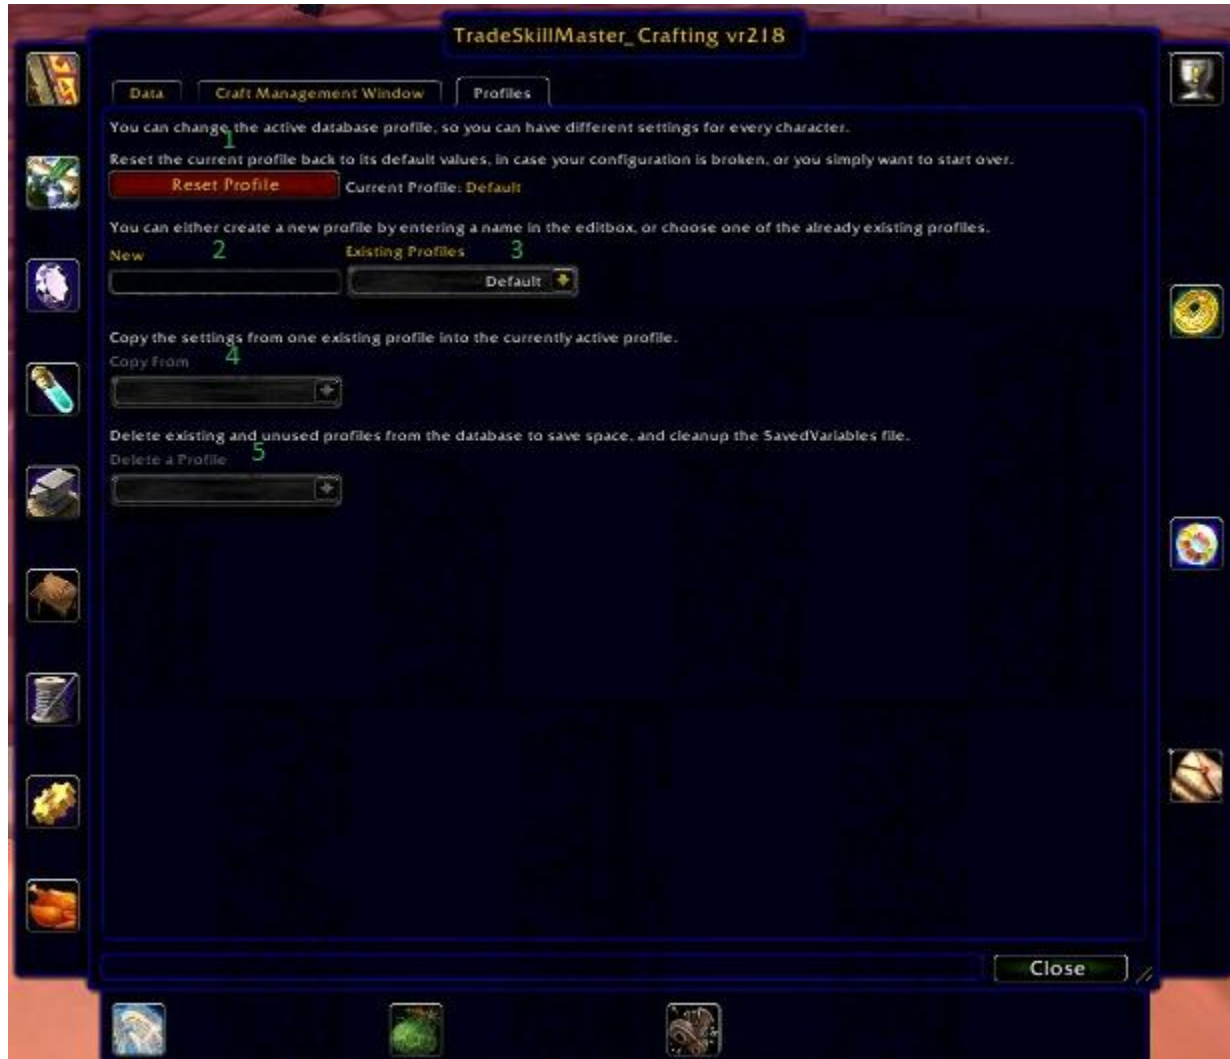 TradeSkillMaster_Crafting vr218
Data Craft Management Window Profiles
You can change the active database profile, so you can have different settings for every character.
1
Reset the current profile back to its default values, in case your configuration is broken, or you simply want to start over.
Reset Profile Current Profile: Default
You can either create a new profile by entering a name in the editbox, or choose one of the already existing profiles.
New 2 Existing Profiles 3
Default
Copy the settings from one existing profile into the currently active profile.
Copy From 4
Delete existing and unused profiles from the database to save space, and cleanup the SavedVariables file.
Delete a Profile 5
Close